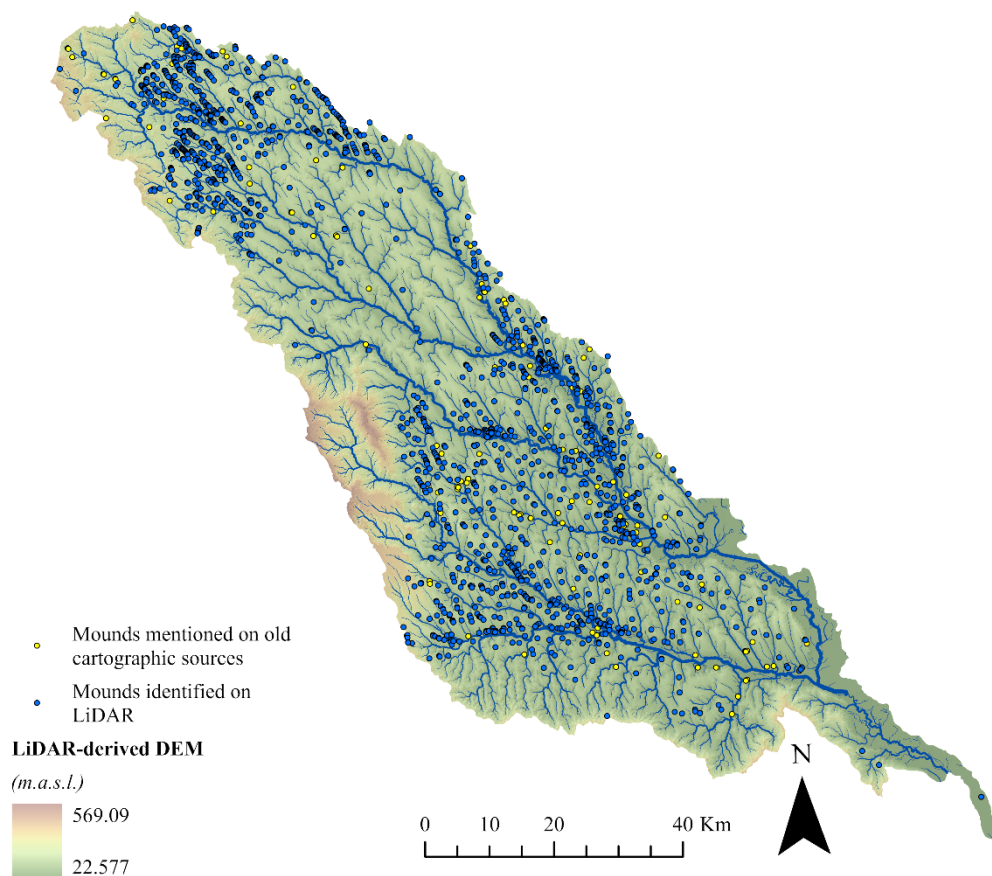 Mounds mentioned on old
cartographic sources
Mounds identified on
LiDAR
LiDAR-derived DEM
(m.a.s.l.)
569.09
22.577
0 10 20 40 Km
N